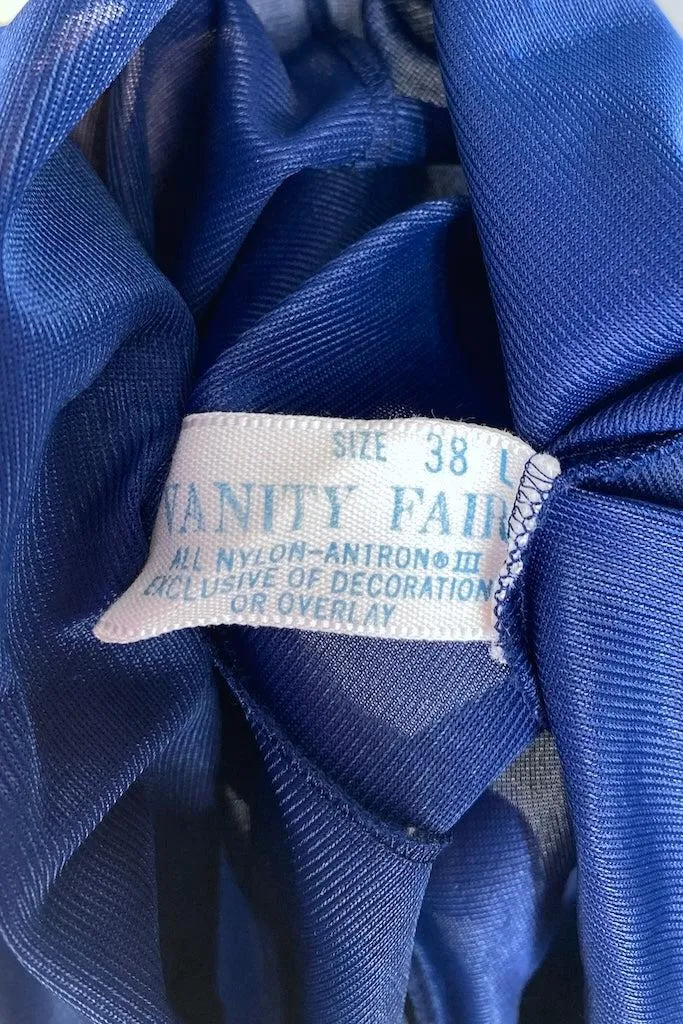 SIZE 38 L
VANITY FAIR
ALL NYLON-ANTRON® III
EXCLUSIVE OF DECORATION
OR OVERLAY